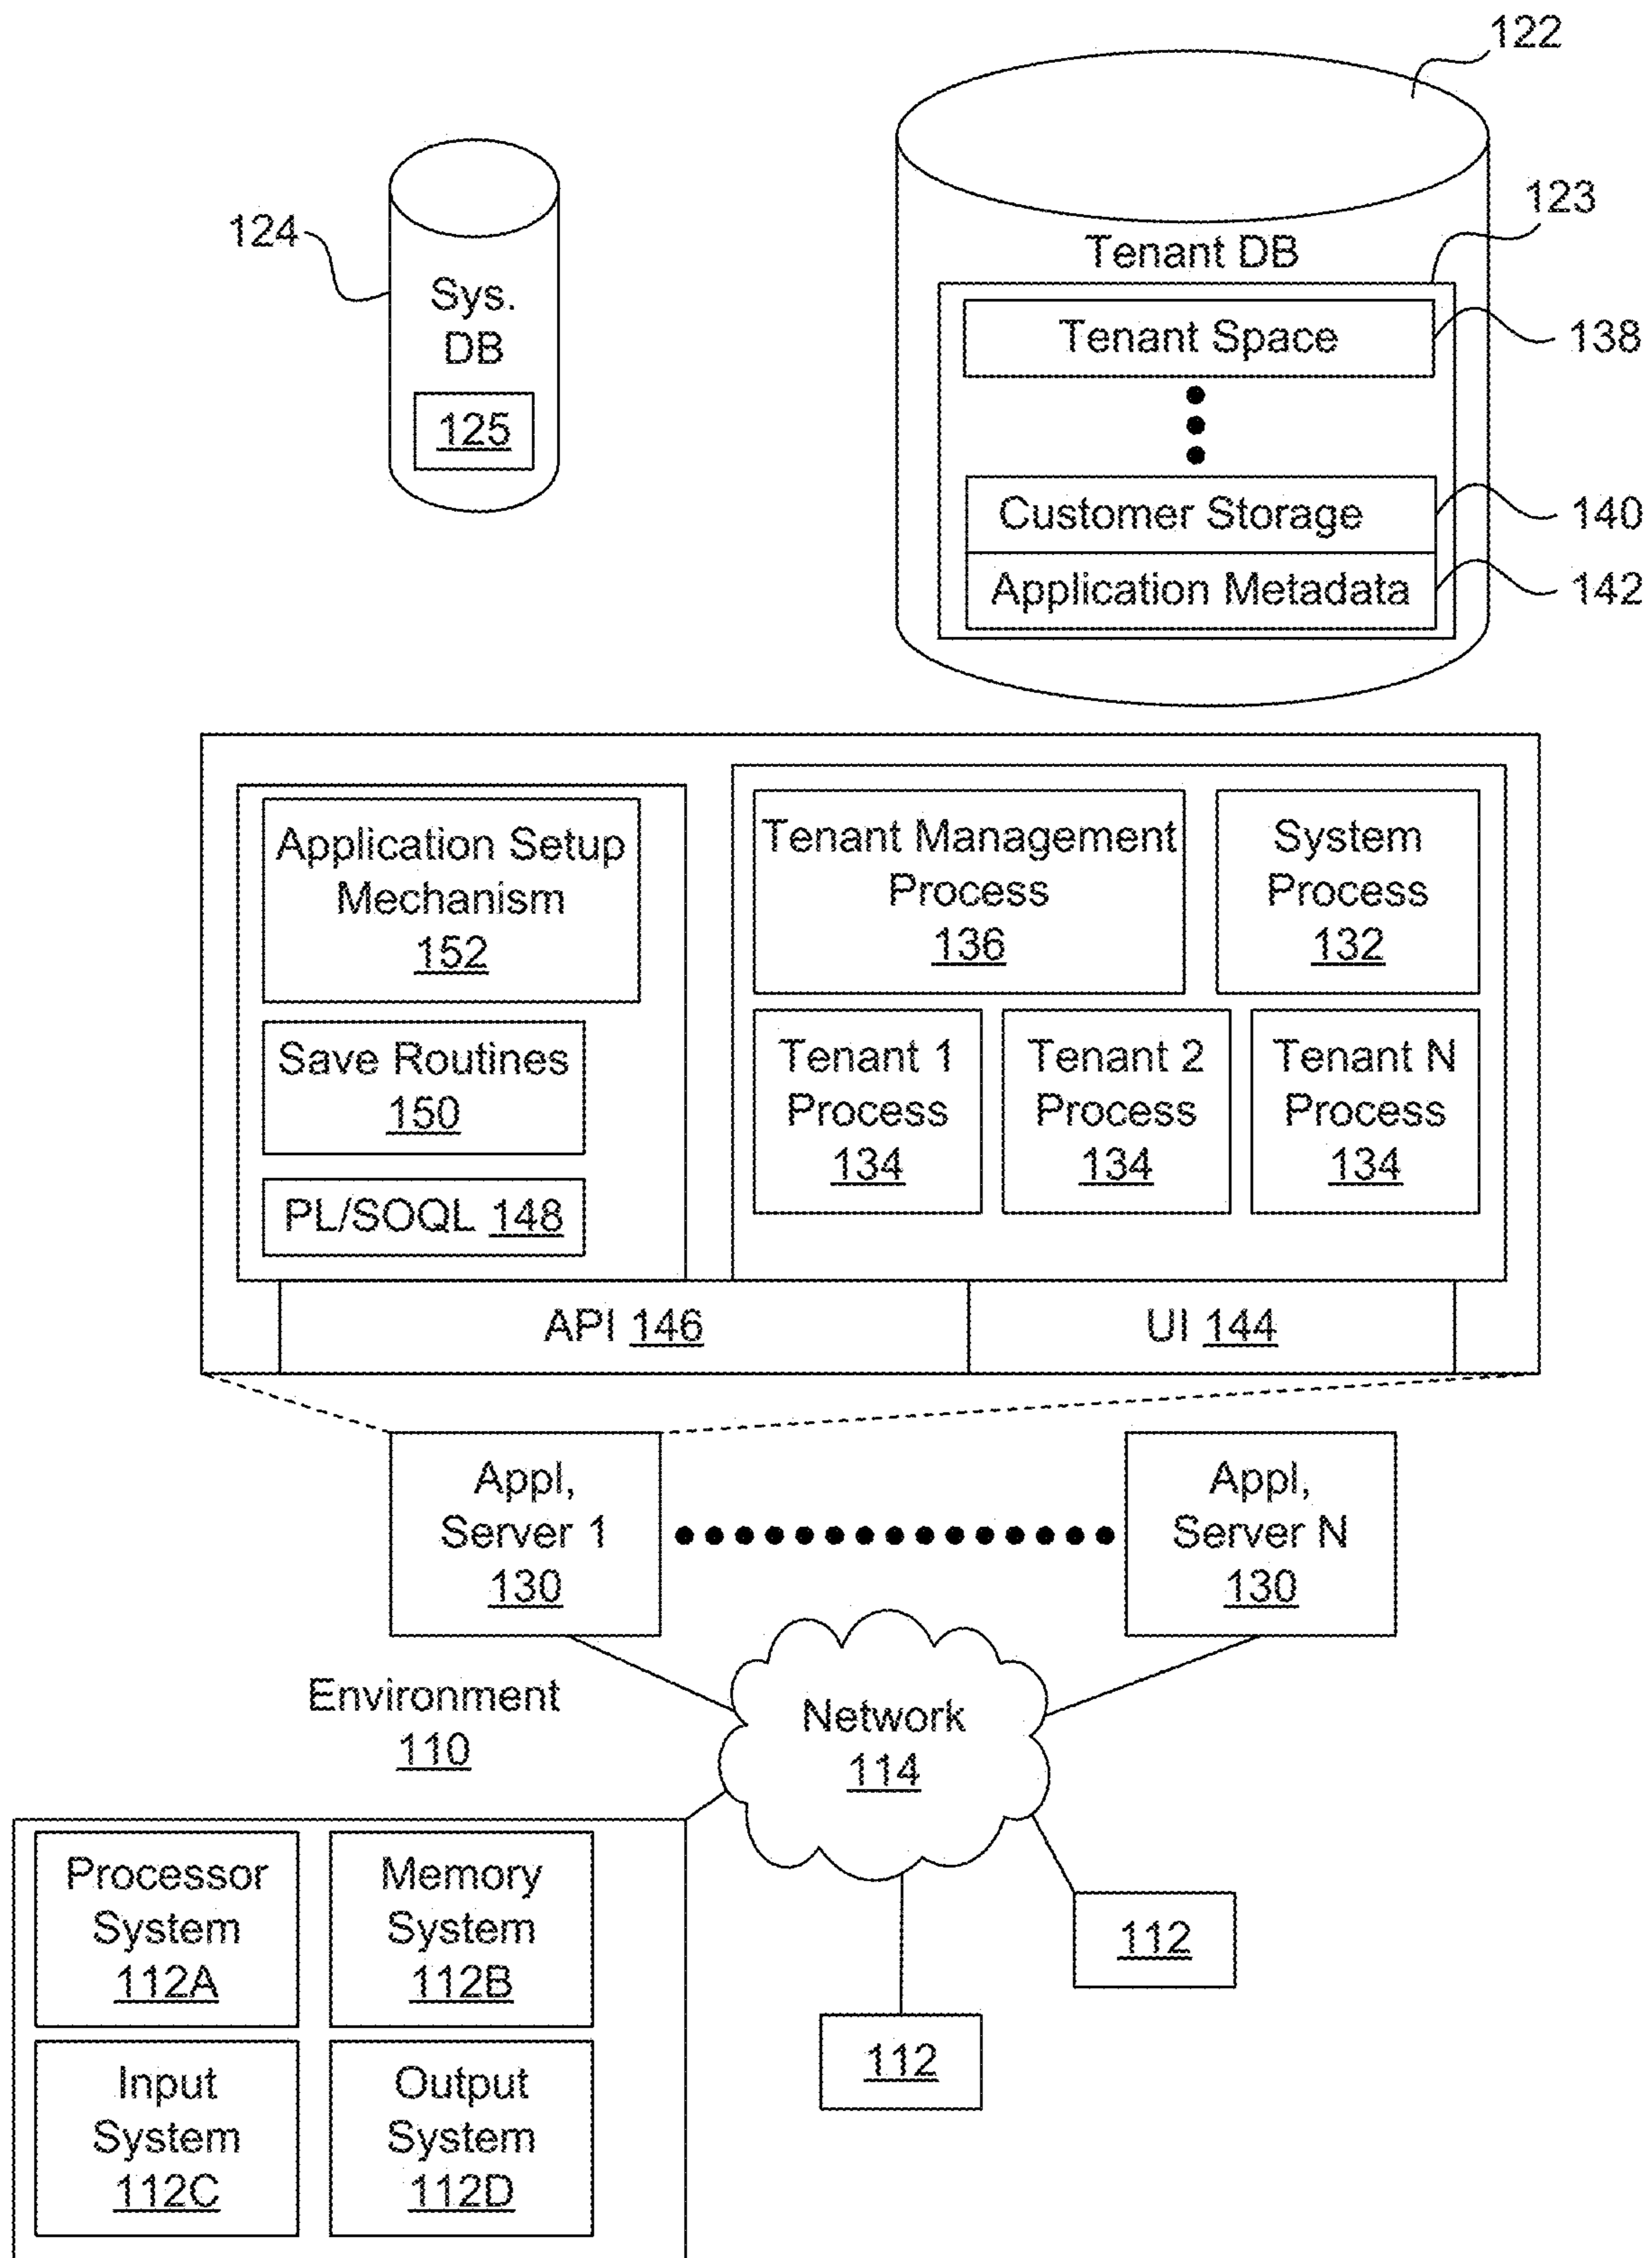 122
124
Sys.
DB
125
Tenant DB
123
Tenant Space
138
Customer Storage
140
Application Metadata
142
Application Setup
Mechanism
152
Save Routines
150
PL/SOQL 148
Tenant Management
Process
136
System
Process
132
Tenant 1
Process
134
Tenant 2
Process
134
Tenant N
Process
134
API 146
UI 144
Appl,
Server 1
130
Appl,
Server N
130
Environment
110
Network
114
Processor
System
112A
Memory
System
112B
Input
System
112C
Output
System
112D
112
112